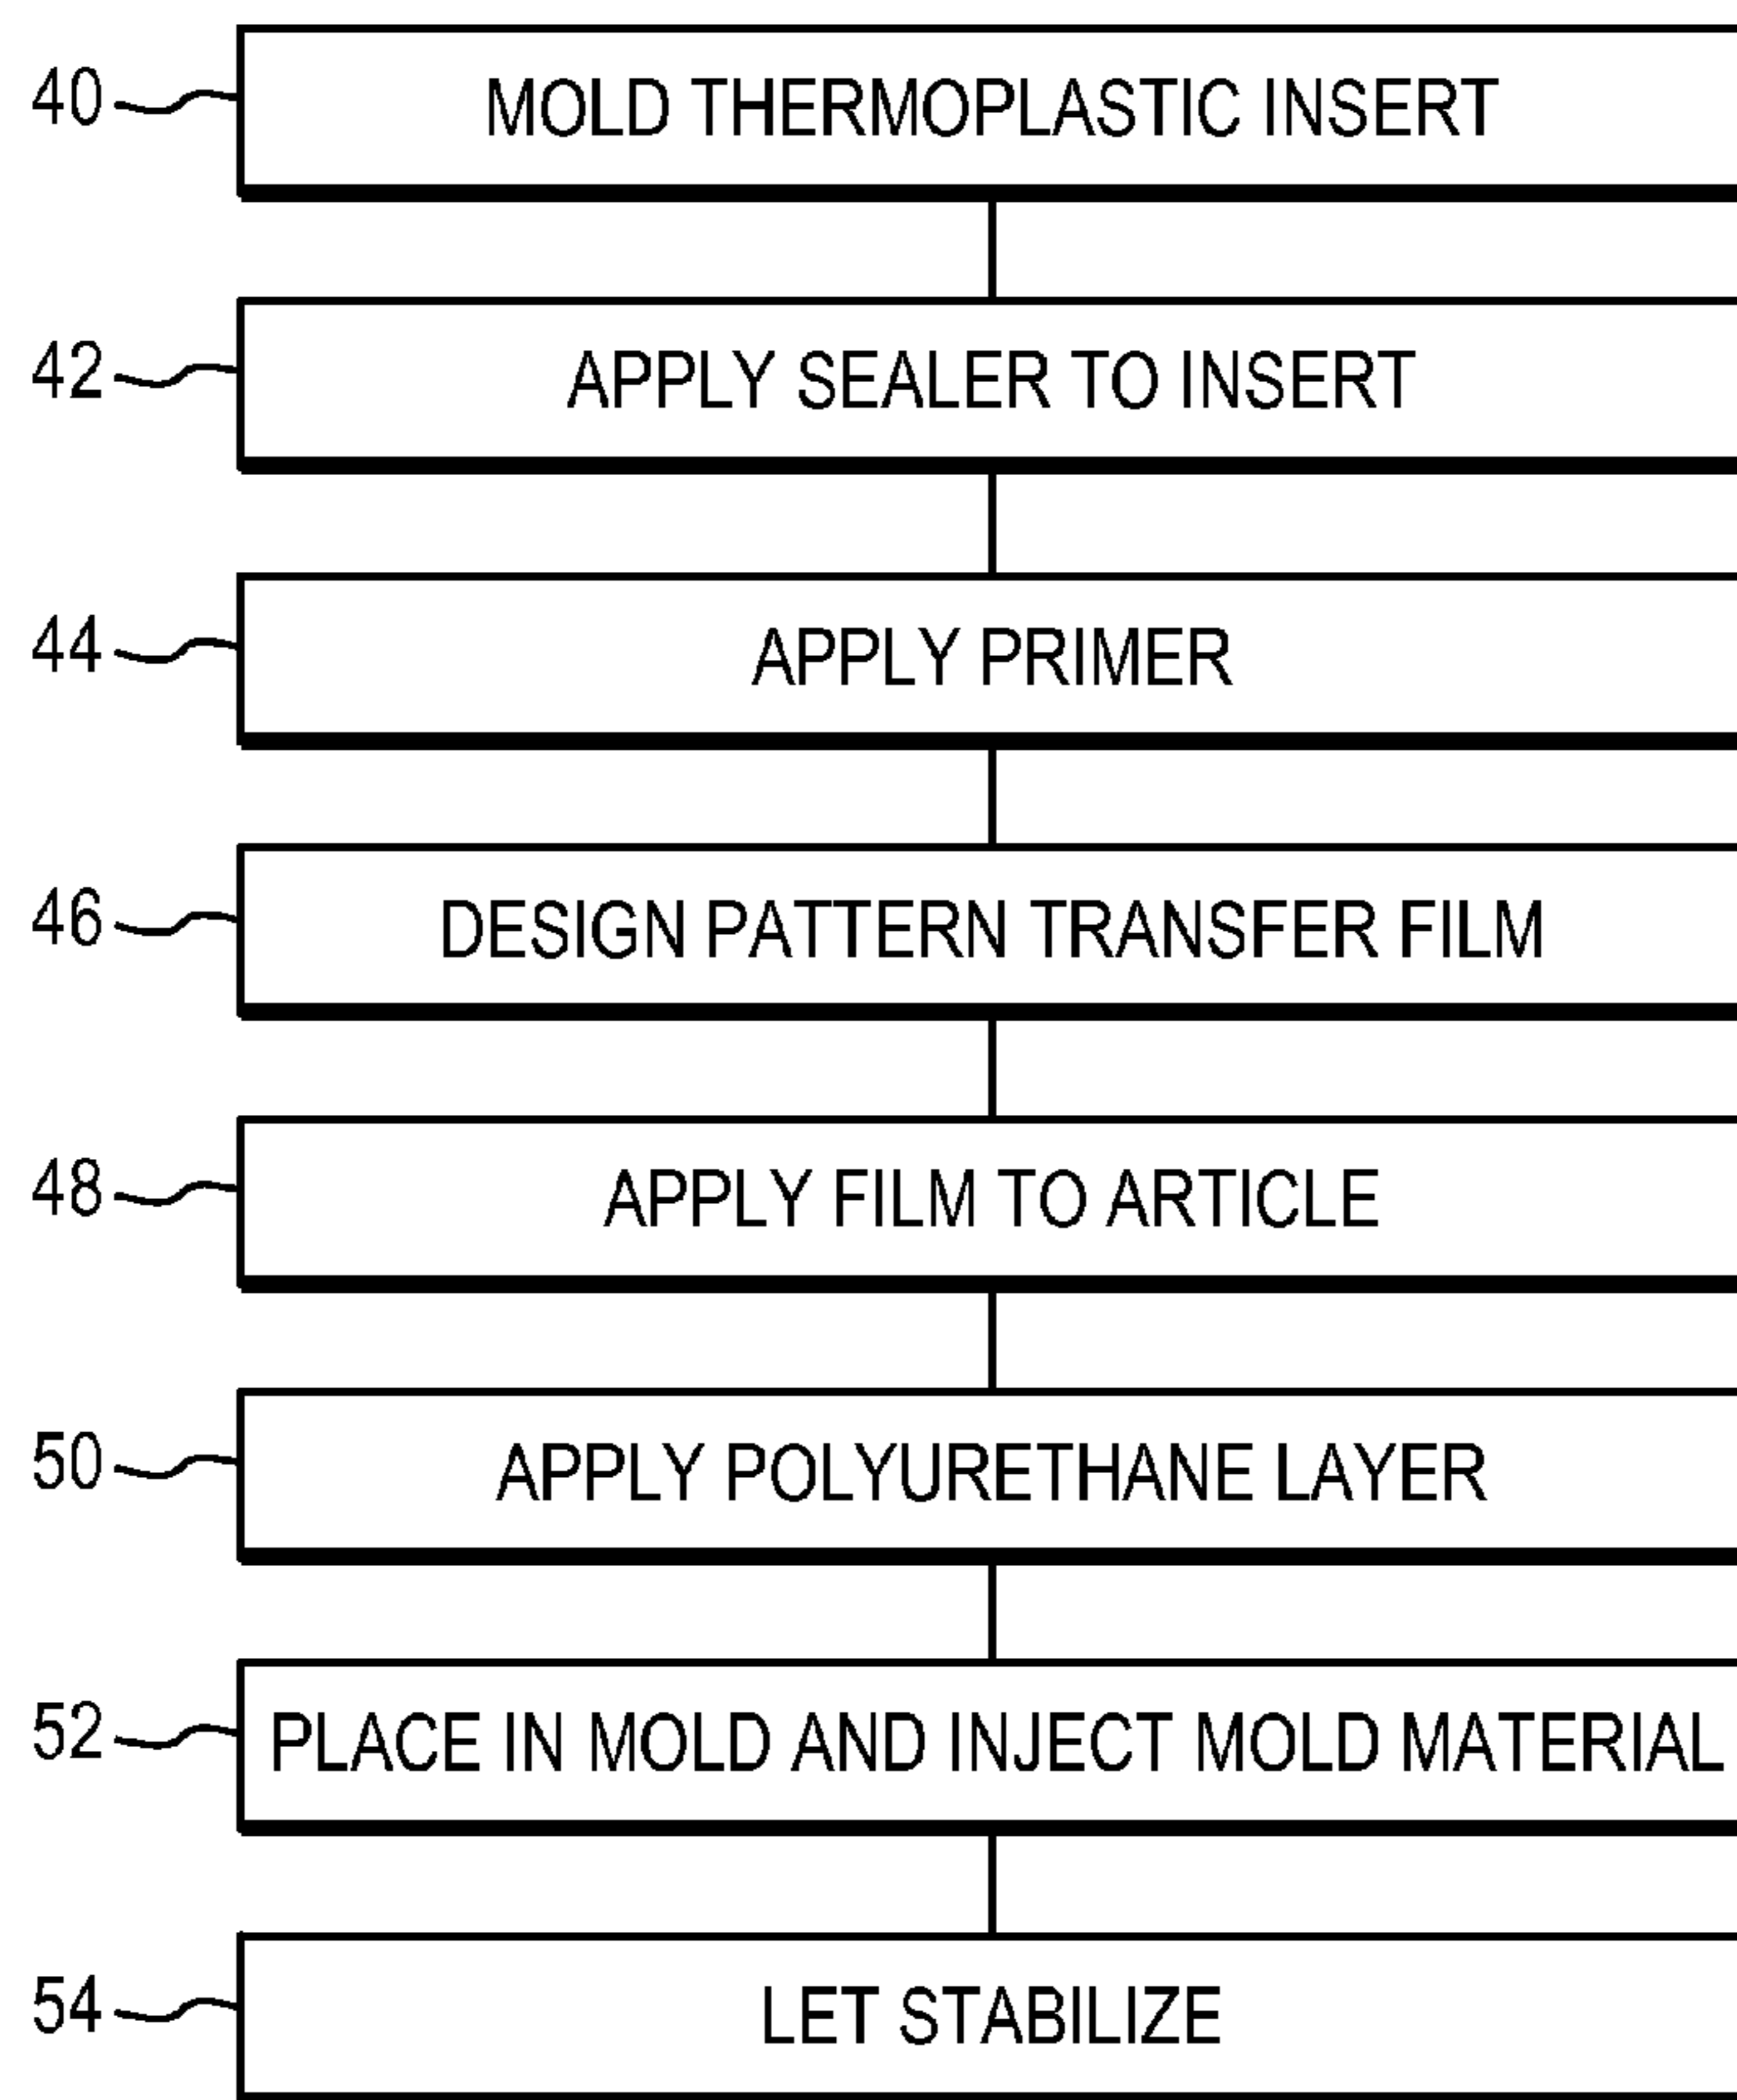 40 MOLD THERMOPLASTIC INSERT
42 APPLY SEALER TO INSERT
44 APPLY PRIMER
46 DESIGN PATTERN TRANSFER FILM
48 APPLY FILM TO ARTICLE
50 APPLY POLYURETHANE LAYER
52 PLACE IN MOLD AND INJECT MOLD MATERIAL
54 LET STABILIZE